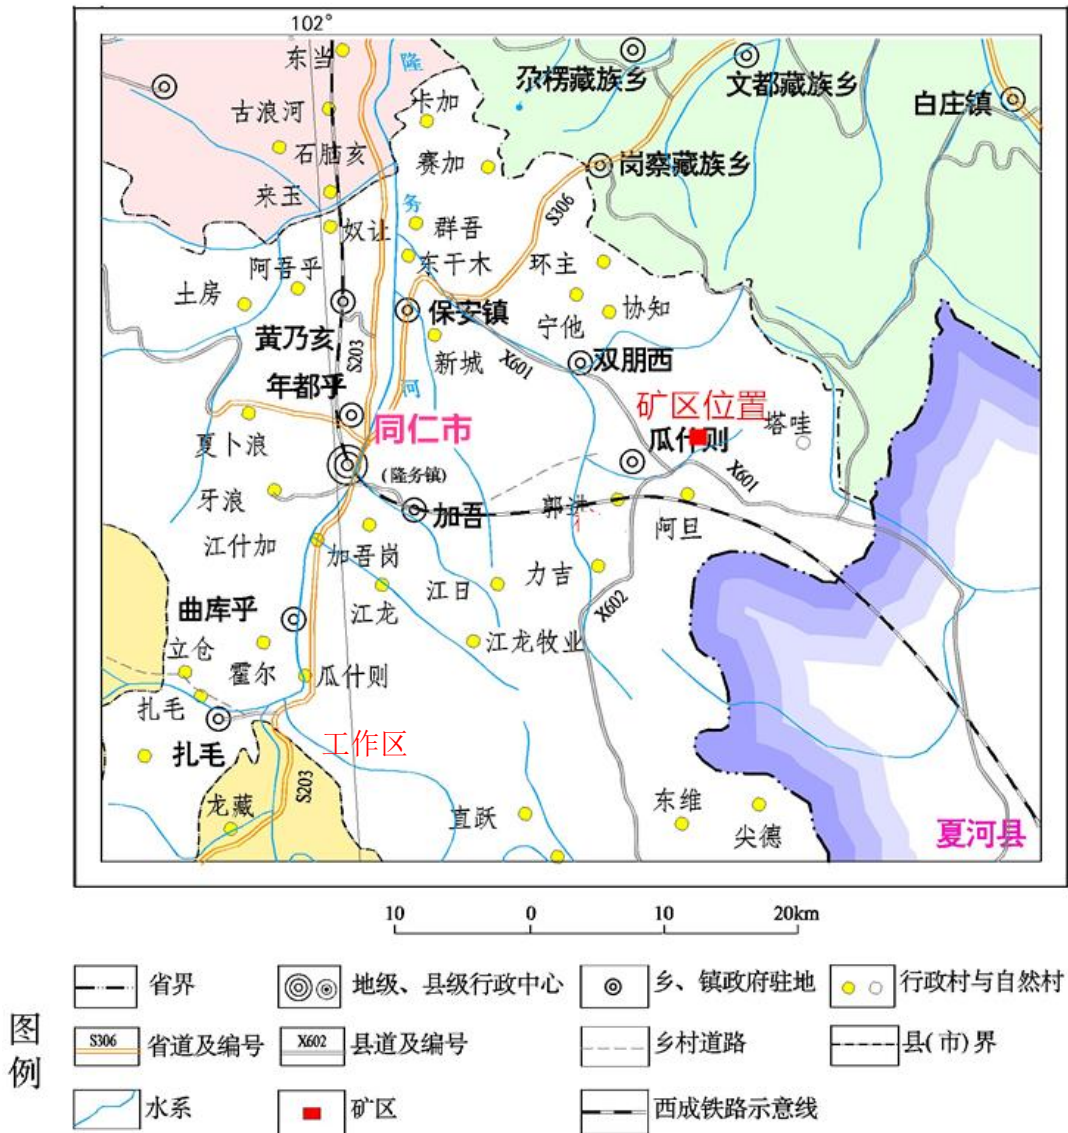 102°
东当
隆
尕楞藏族乡
文都藏族乡
白庄镇
古浪河
卡加
石脑亥
赛加
岗察藏族乡
来玉
务
S306
奴让
群吾
阿吾乎
东干木
环主
土房
保安镇
协知
宁他
黄乃亥
S203
新城
X601
双朋西
年都乎
河
矿区位置
同仁市
瓜什则
塔哇
夏卜浪
(隆务镇)
X601
牙浪
加吾
郭
阿旦
江什加
加吾岗
江日
力吉
曲库乎
江龙
X602
立仓
霍尔
瓜什则
江龙牧业
扎毛
扎毛
工作区
S203
龙藏
直跃
东维
尖德
夏河县
10 0 10 20km
图例
省界
地级、县级行政中心
乡、镇政府驻地
行政村与自然村
S306
省道及编号
X602
县道及编号
乡村道路
县(市)界
水系
矿区
西成铁路示意线